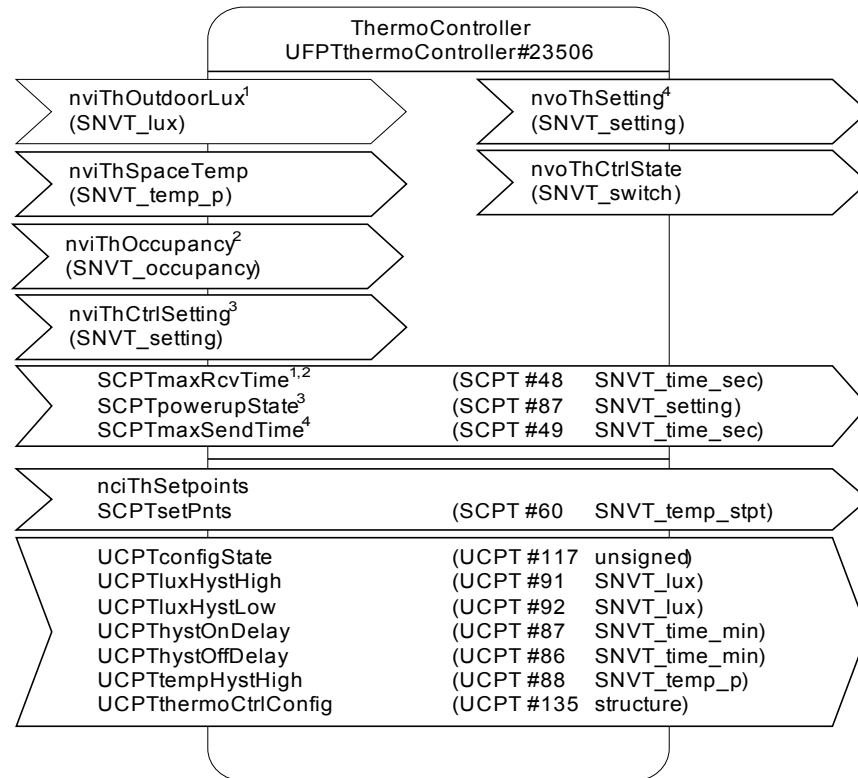 ThermoController
UFPTthermoController#23506
nviThOutdoorLux¹
(SNVT_lux)
nvoThSetting⁴
(SNVT_setting)
nviThSpaceTemp
(SNVT_temp_p)
nvoThCtrlState
(SNVT_switch)
nviThOccupancy²
(SNVT_occupancy)
nviThCtrlSetting³
(SNVT_setting)
SCPTmaxRcvTime¹,² (SCPT #48 SNVT_time_sec)
SCPTpowerupState³ (SCPT #87 SNVT_setting)
SCPTmaxSendTime⁴ (SCPT #49 SNVT_time_sec)
nciThSetpoints
SCPTsetPnts (SCPT #60 SNVT_temp_stpt)
UCPTconfigState (UCPT #117 unsigned)
UCPTluxHystHigh (UCPT #91 SNVT_lux)
UCPTluxHystLow (UCPT #92 SNVT_lux)
UCPThystOnDelay (UCPT #87 SNVT_time_min)
UCPThystOffDelay (UCPT #86 SNVT_time_min)
UCPTtempHystHigh (UCPT #88 SNVT_temp_p)
UCPTthermoCtrlConfig (UCPT #135 structure)